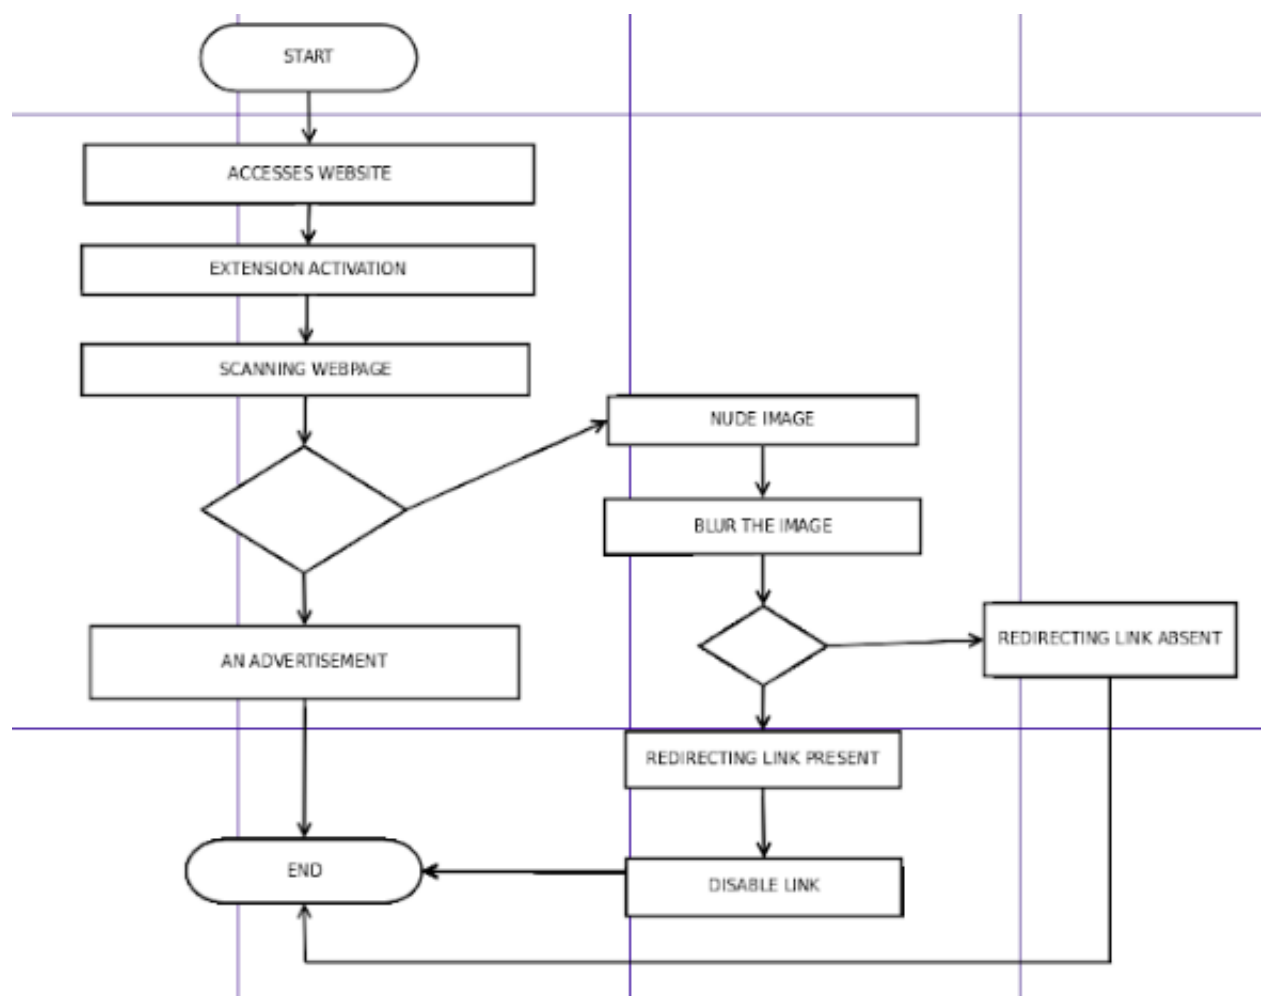 START
ACCESSES WEBSITE
EXTENSION ACTIVATION
SCANNING WEBPAGE
NUDE IMAGE
BLUR THE IMAGE
REDIRECTING LINK ABSENT
AN ADVERTISEMENT
REDIRECTING LINK PRESENT
END
DISABLE LINK